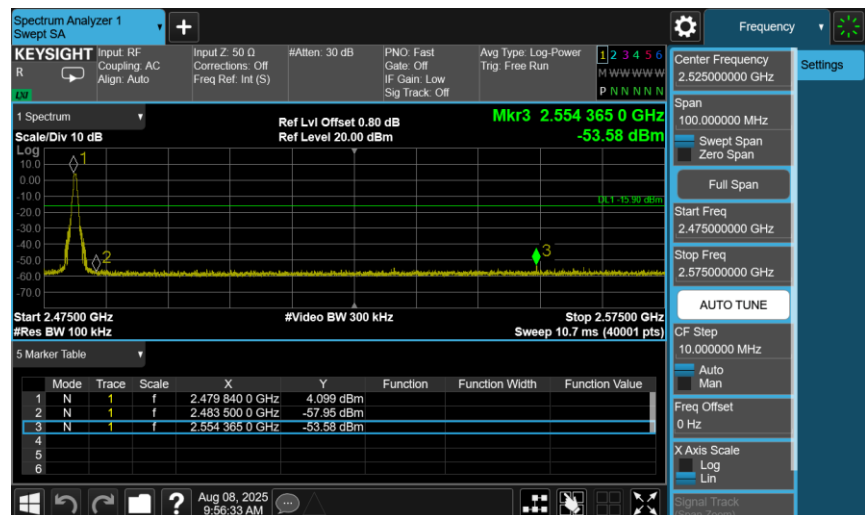 Spectrum Analyzer 1
Swept SA
Frequency
KEYSIGHT
R
LXI
Input: RF
Coupling: AC
Align: Auto
Input Z: 50 Ω
Corrections: Off
Freq Ref: Int (S)
#Atten: 30 dB
PNO: Fast
Gate: Off
IF Gain: Low
Sig Track: Off
Avg Type: Log-Power
Trig: Free Run
1 2 3 4 5 6
M W W W W W
P N N N N N
1 Spectrum
Scale/Div 10 dB
Ref Lvl Offset 0.80 dB
Ref Level 20.00 dBm
Mkr3 2.554 365 0 GHz
-53.58 dBm
Log
10.0
0.00
-10.0
-20.0
-30.0
-40.0
-50.0
-60.0
-70.0
1
2
3
DL1 -15.90 dBm
Start 2.47500 GHz
#Video BW 300 kHz
Stop 2.57500 GHz
#Res BW 100 kHz
Sweep 10.7 ms (40001 pts)
5 Marker Table
Mode Trace Scale X Y Function Function Width Function Value
1 N 1 f 2.479 840 0 GHz 4.099 dBm
2 N 1 f 2.483 500 0 GHz -57.95 dBm
3 N 1 f 2.554 365 0 GHz -53.58 dBm
4
5
6
Aug 08, 2025
9:56:33 AM
Center Frequency
2.525000000 GHz
Settings
Span
100.000000 MHz
Swept Span
Zero Span
Full Span
Start Freq
2.475000000 GHz
Stop Freq
2.575000000 GHz
AUTO TUNE
CF Step
10.000000 MHz
Auto
Man
Freq Offset
0 Hz
X Axis Scale
Log
Lin
Signal Track
(Span Zoom)